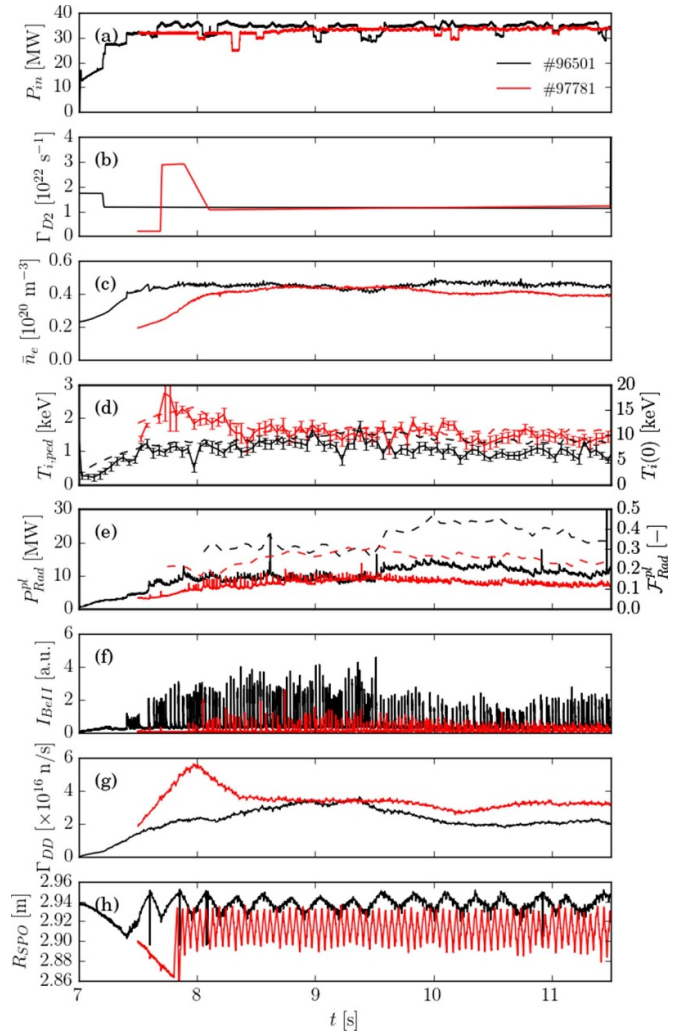 (a)
P_in [MW]
40
30
20
10
0
#96501
#97781
(b)
Γ_D2 [10^22 s^−1]
4
3
2
1
0
(c)
n̄_e [10^20 m^−3]
0.6
0.4
0.2
0.0
(d)
T_i,ped [keV]
3
2
1
0
20
15
10
5
0
T_i(0) [keV]
(e)
P^pl_Rad [MW]
30
20
10
0
0.5
0.4
0.3
0.2
0.1
0.0
F^pl_Rad [−]
(f)
I_BeII [a.u.]
6
4
2
0
(g)
Γ_DD [×10^16 n/s]
6
4
2
0
(h)
R_SPO [m]
2.96
2.94
2.92
2.90
2.88
2.86
7 8 9 10 11
t [s]